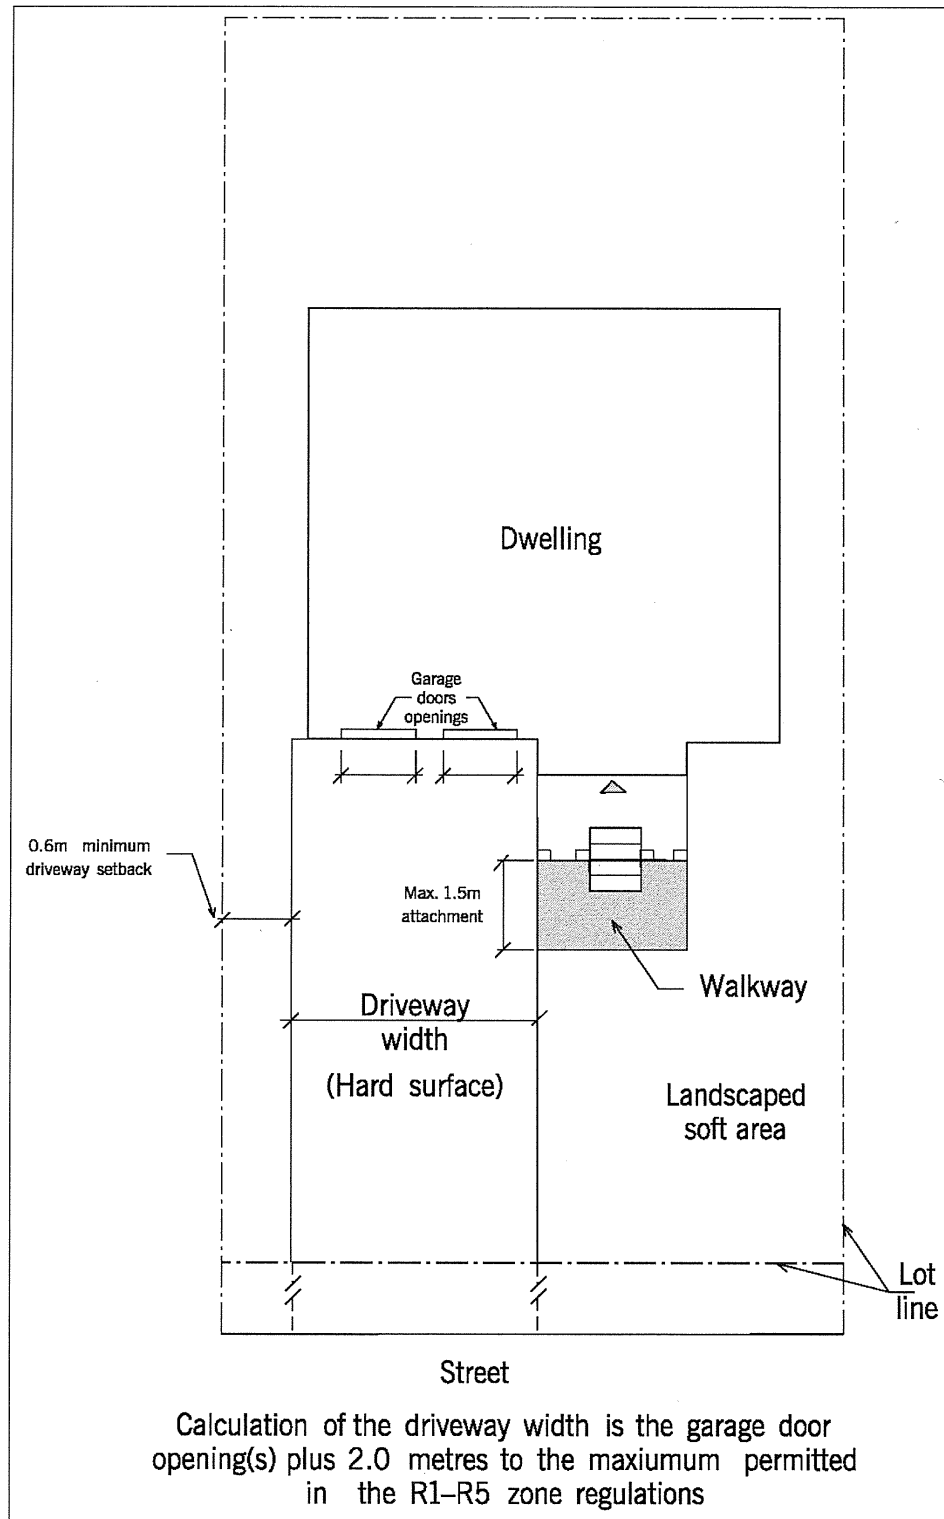 Dwelling
Garage
doors
openings
0.6m minimum
driveway setback
Max. 1.5m
attachment
Walkway
Driveway
width
(Hard surface)
Landscaped
soft area
Lot
line
Street
Calculation of the driveway width is the garage door
opening(s) plus 2.0 metres to the maxiumum permitted
in the R1–R5 zone regulations